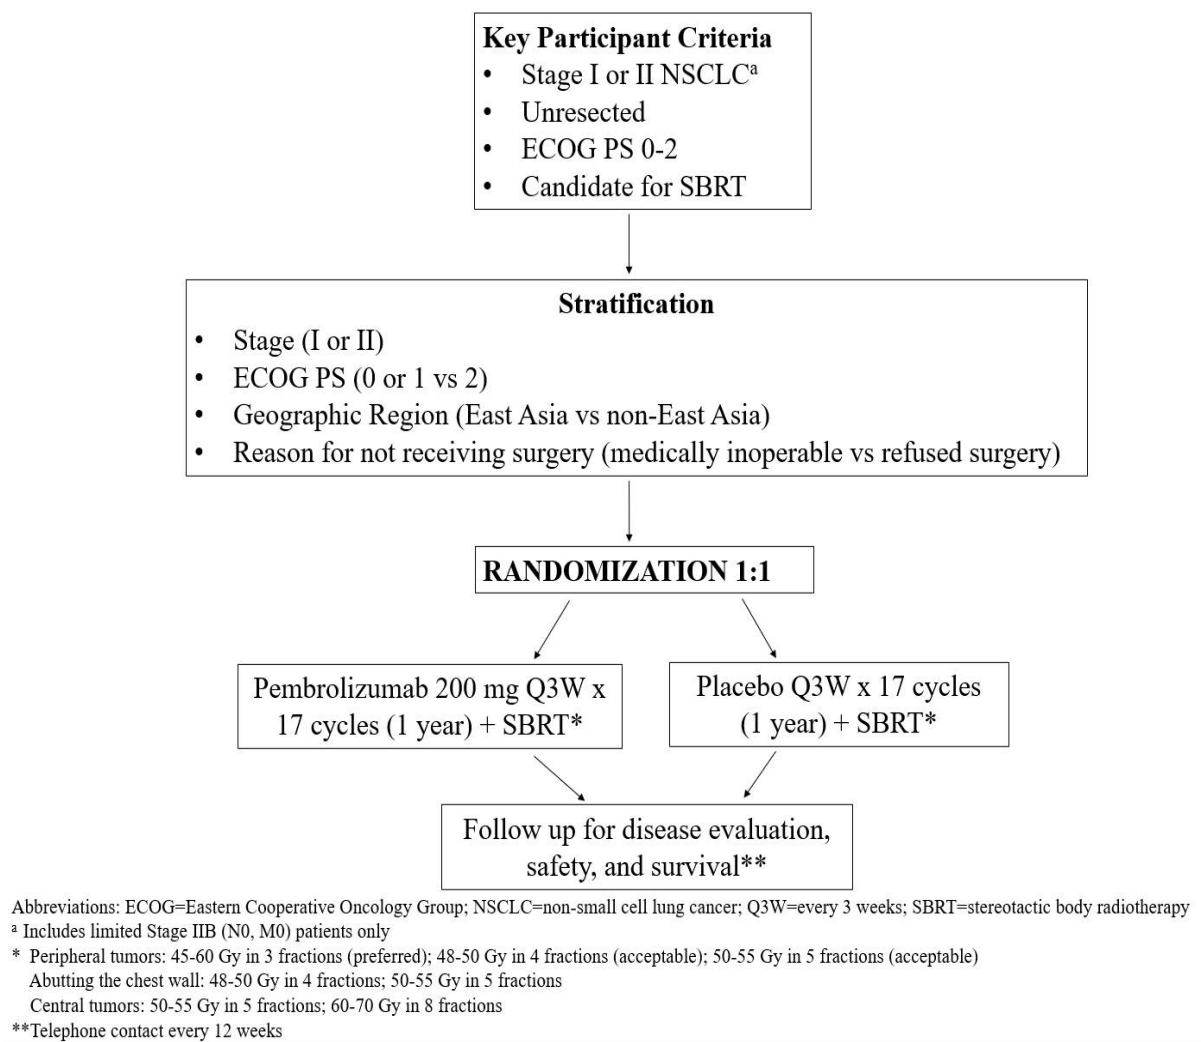 Key Participant Criteria
• Stage I or II NSCLCᵃ
• Unresected
• ECOG PS 0-2
• Candidate for SBRT
Stratification
• Stage (I or II)
• ECOG PS (0 or 1 vs 2)
• Geographic Region (East Asia vs non-East Asia)
• Reason for not receiving surgery (medically inoperable vs refused surgery)
RANDOMIZATION 1:1
Pembrolizumab 200 mg Q3W x
17 cycles (1 year) + SBRT*
Placebo Q3W x 17 cycles
(1 year) + SBRT*
Follow up for disease evaluation,
safety, and survival**
Abbreviations: ECOG=Eastern Cooperative Oncology Group; NSCLC=non-small cell lung cancer; Q3W=every 3 weeks; SBRT=stereotactic body radiotherapy
ᵃ Includes limited Stage IIB (N0, M0) patients only
* Peripheral tumors: 45-60 Gy in 3 fractions (preferred); 48-50 Gy in 4 fractions (acceptable); 50-55 Gy in 5 fractions (acceptable)
Abutting the chest wall: 48-50 Gy in 4 fractions; 50-55 Gy in 5 fractions
Central tumors: 50-55 Gy in 5 fractions; 60-70 Gy in 8 fractions
**Telephone contact every 12 weeks